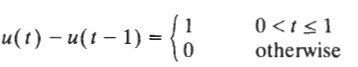 u(t) − u(t − 1) = { 1    0 < t ≤ 1
0    otherwise